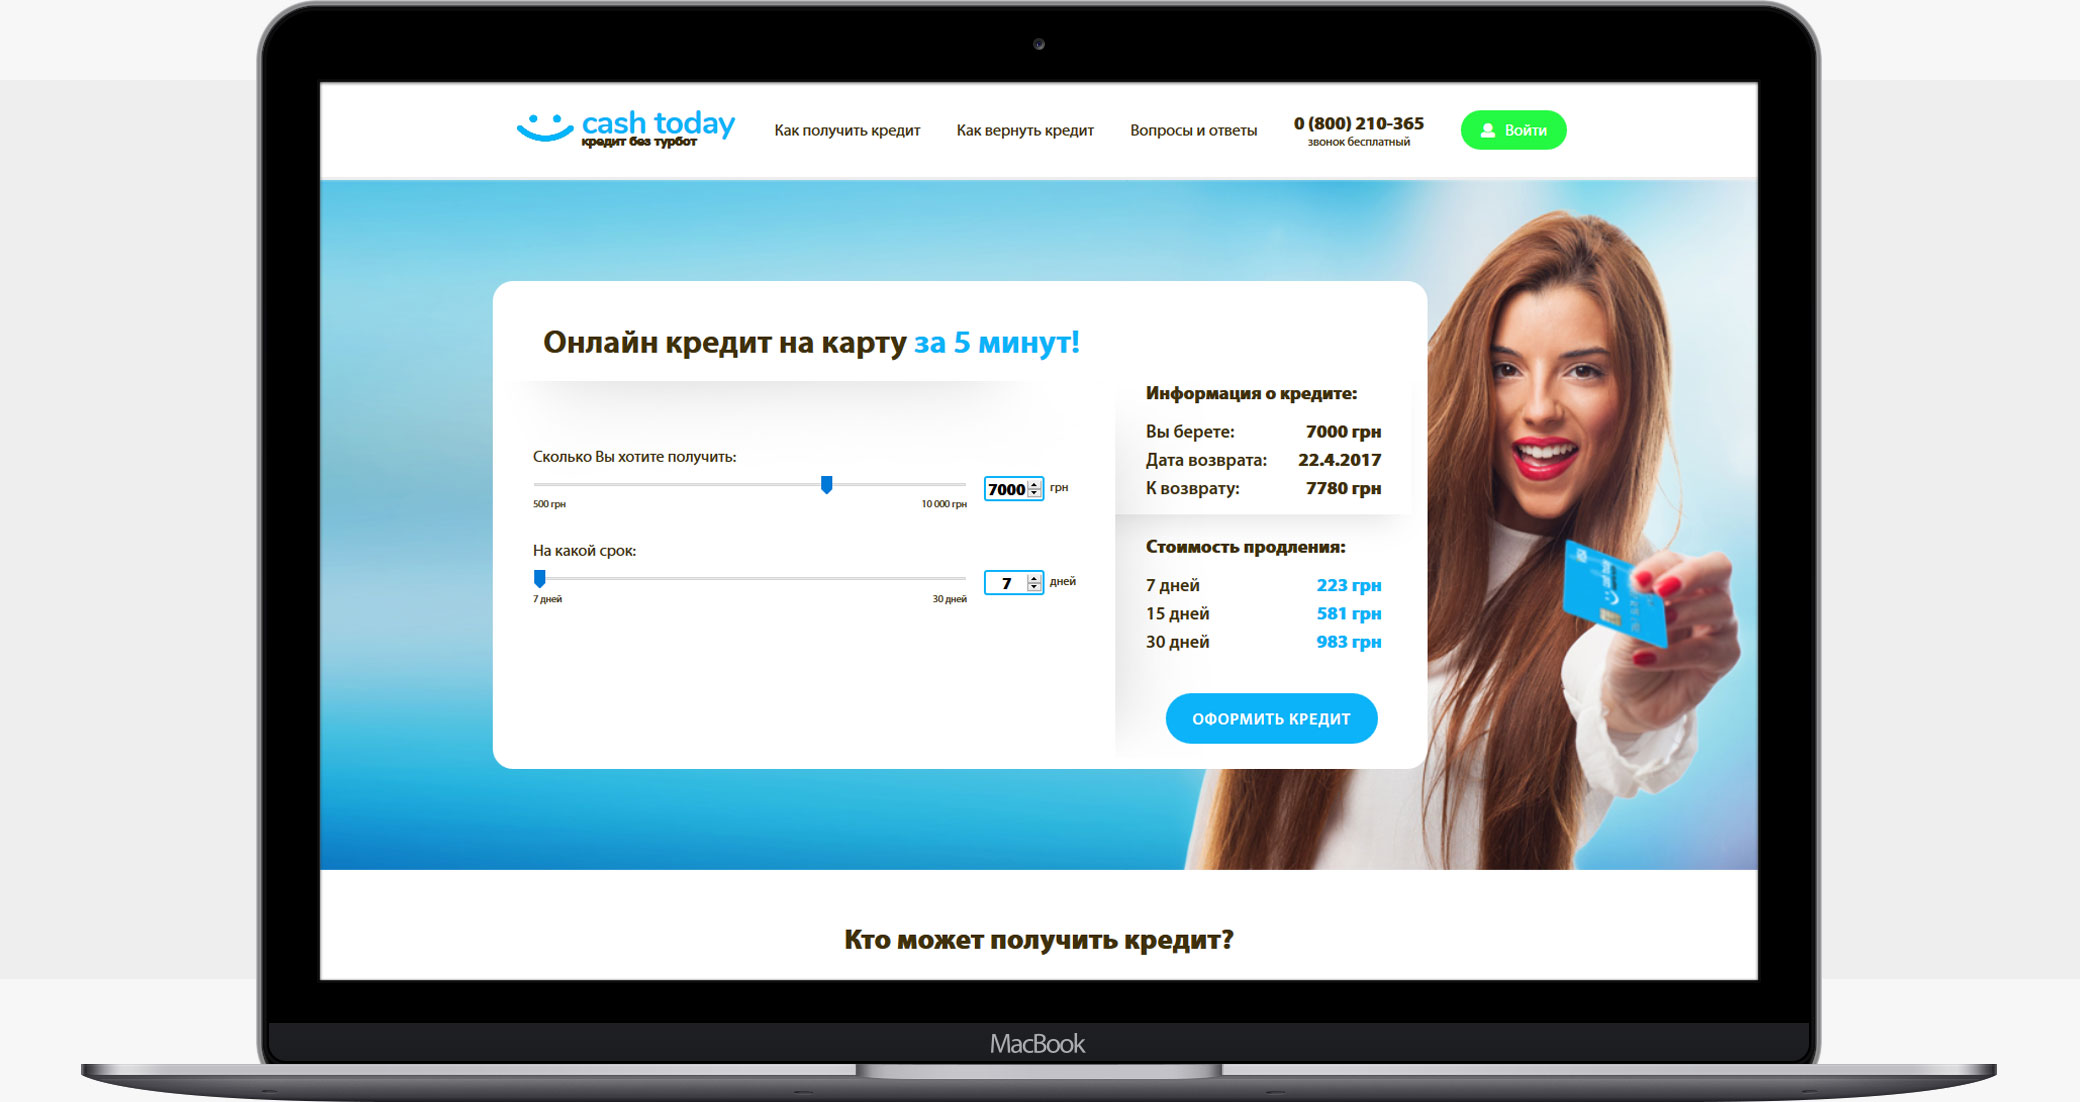 cash today
кредит без турбот
Как получить кредит
Как вернуть кредит
Вопросы и ответы
0 (800) 210-365
звонок бесплатный
Войти
Онлайн кредит на карту за 5 минут!
Сколько Вы хотите получить:
7000 грн
500 грн 10 000 грн
На какой срок:
7 дней
7 дней 30 дней
Информация о кредите:
Вы берете: 7000 грн
Дата возврата: 22.4.2017
К возврату: 7780 грн
Стоимость продления:
7 дней 223 грн
15 дней 581 грн
30 дней 983 грн
ОФОРМИТЬ КРЕДИТ
Кто может получить кредит?
MacBook